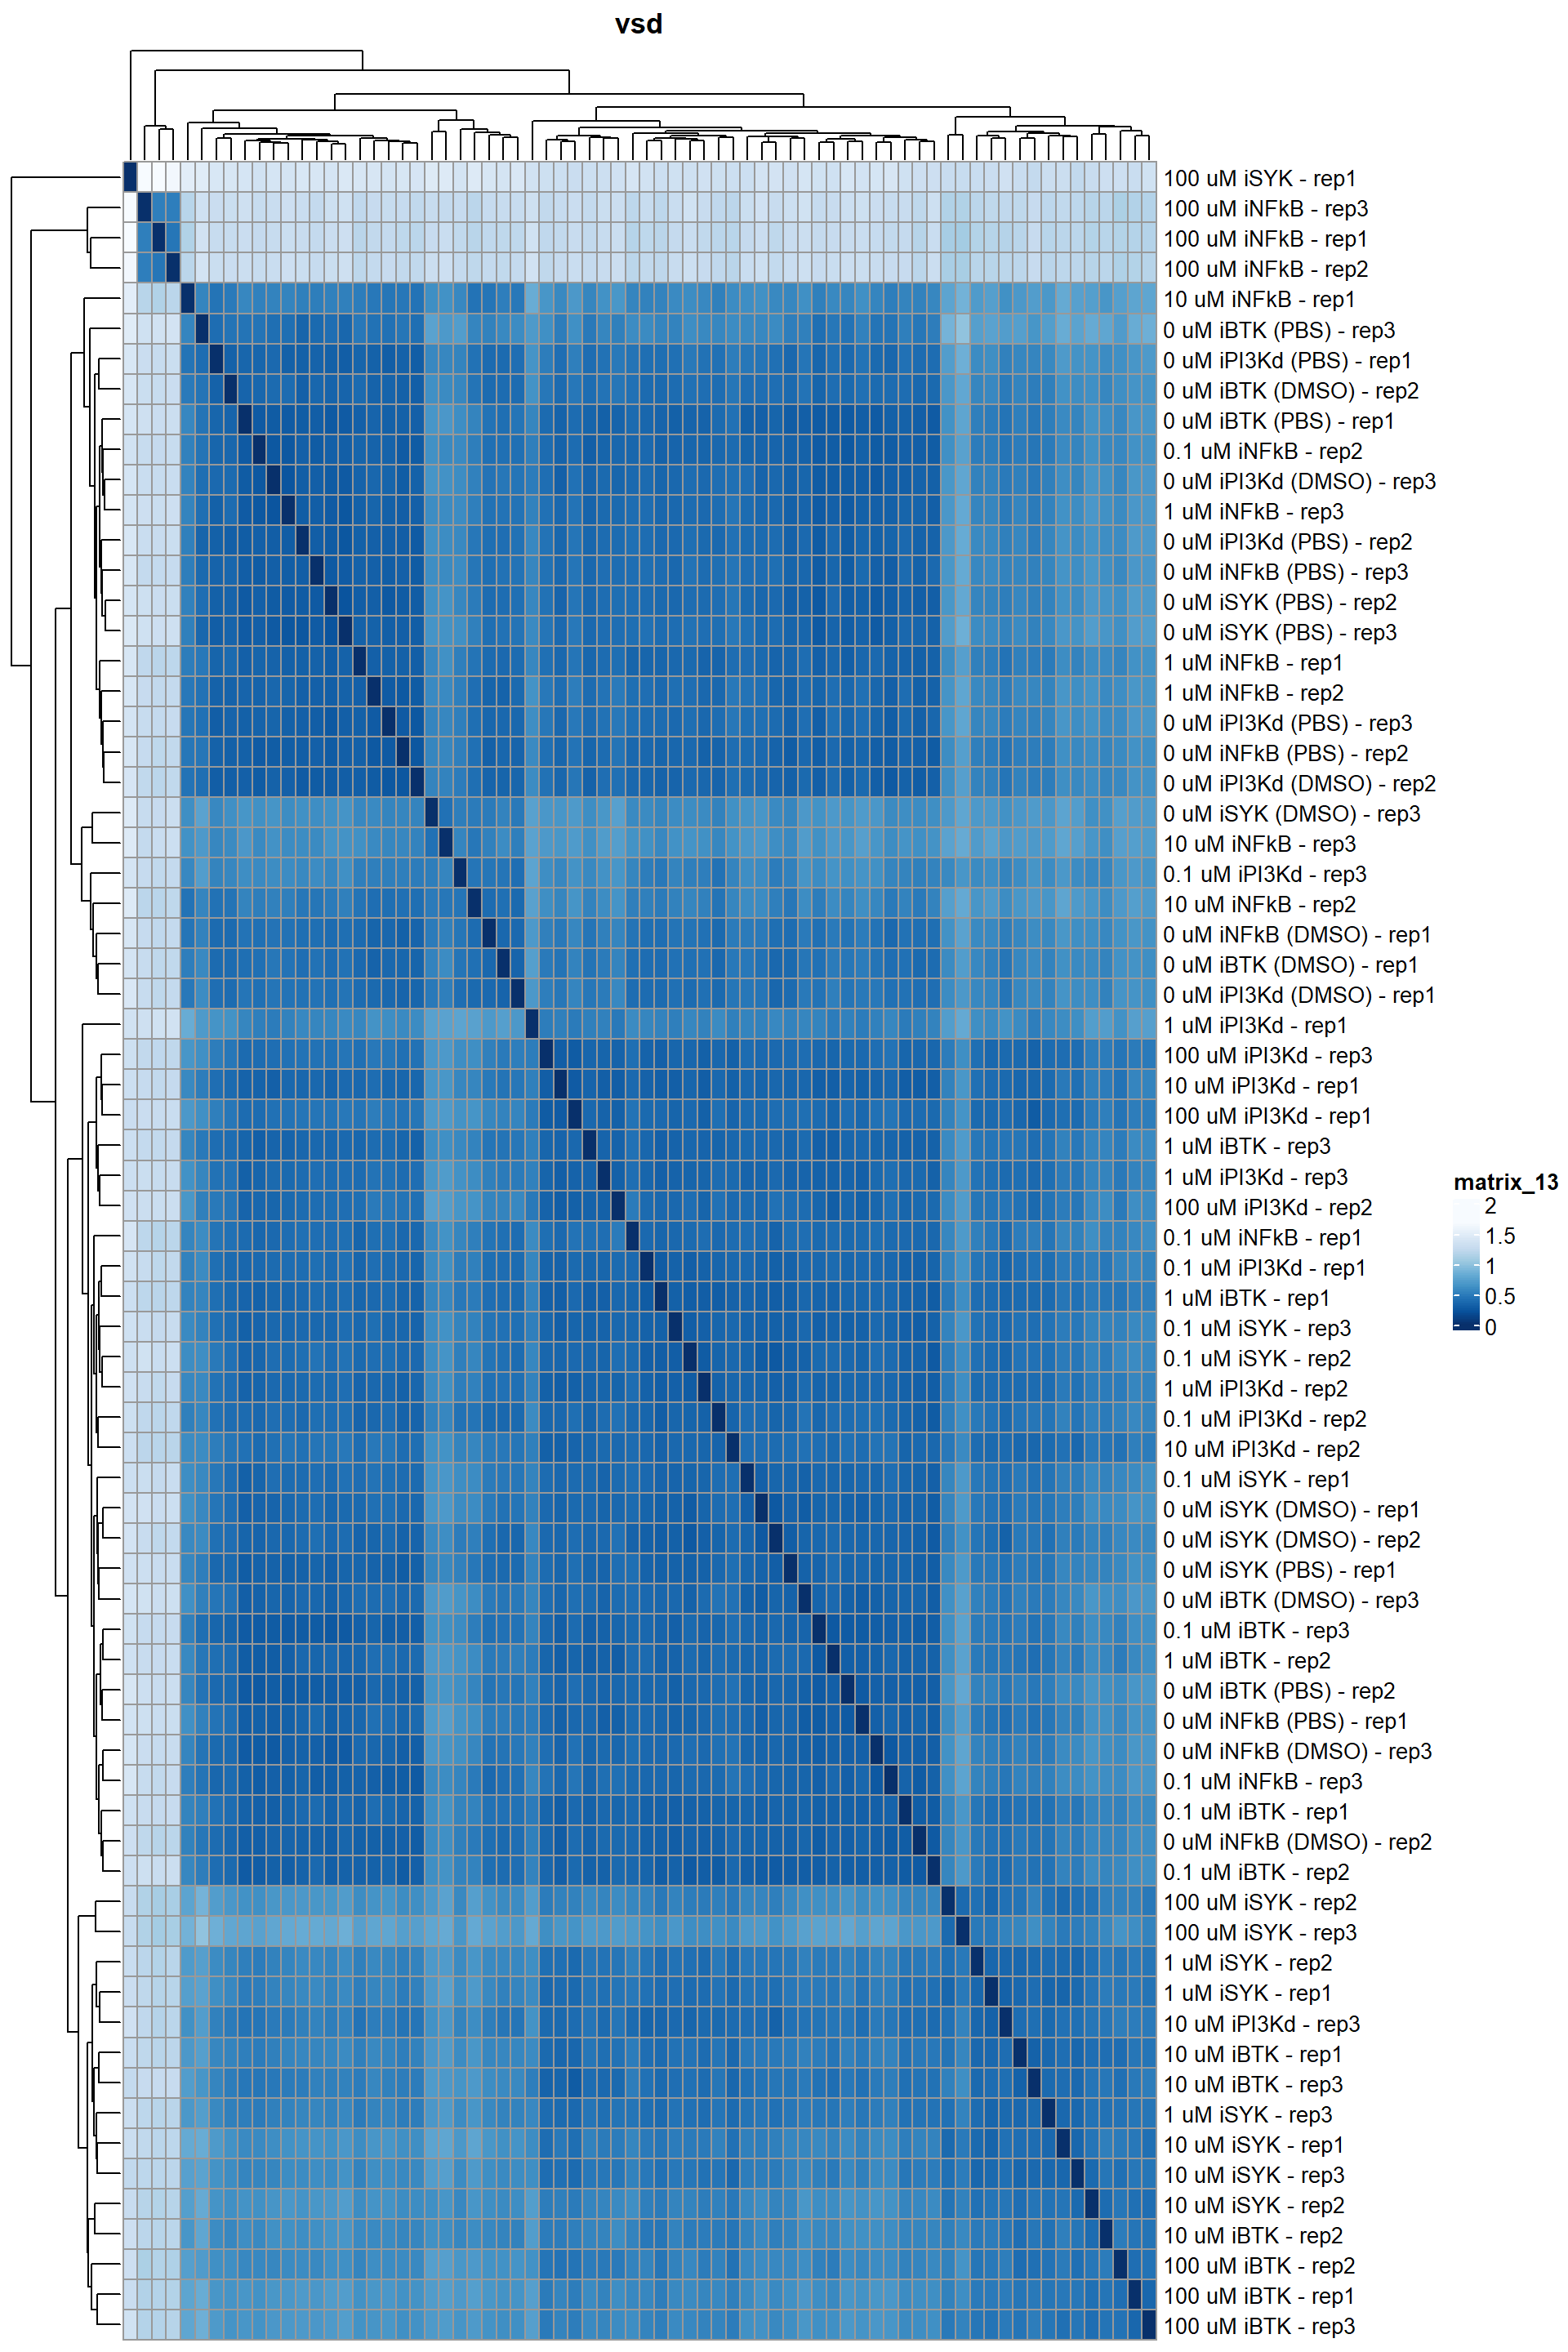 vsd
100 uM iSYK - rep1
100 uM iNFkB - rep3
100 uM iNFkB - rep1
100 uM iNFkB - rep2
10 uM iNFkB - rep1
0 uM iBTK (PBS) - rep3
0 uM iPI3Kd (PBS) - rep1
0 uM iBTK (DMSO) - rep2
0 uM iBTK (PBS) - rep1
0.1 uM iNFkB - rep2
0 uM iPI3Kd (DMSO) - rep3
1 uM iNFkB - rep3
0 uM iPI3Kd (PBS) - rep2
0 uM iNFkB (PBS) - rep3
0 uM iSYK (PBS) - rep2
0 uM iSYK (PBS) - rep3
1 uM iNFkB - rep1
1 uM iNFkB - rep2
0 uM iPI3Kd (PBS) - rep3
0 uM iNFkB (PBS) - rep2
0 uM iPI3Kd (DMSO) - rep2
0 uM iSYK (DMSO) - rep3
10 uM iNFkB - rep3
0.1 uM iPI3Kd - rep3
10 uM iNFkB - rep2
0 uM iNFkB (DMSO) - rep1
0 uM iBTK (DMSO) - rep1
0 uM iPI3Kd (DMSO) - rep1
1 uM iPI3Kd - rep1
100 uM iPI3Kd - rep3
10 uM iPI3Kd - rep1
100 uM iPI3Kd - rep1
1 uM iBTK - rep3
1 uM iPI3Kd - rep3
100 uM iPI3Kd - rep2
0.1 uM iNFkB - rep1
0.1 uM iPI3Kd - rep1
1 uM iBTK - rep1
0.1 uM iSYK - rep3
0.1 uM iSYK - rep2
1 uM iPI3Kd - rep2
0.1 uM iPI3Kd - rep2
10 uM iPI3Kd - rep2
0.1 uM iSYK - rep1
0 uM iSYK (DMSO) - rep1
0 uM iSYK (DMSO) - rep2
0 uM iSYK (PBS) - rep1
0 uM iBTK (DMSO) - rep3
0.1 uM iBTK - rep3
1 uM iBTK - rep2
0 uM iBTK (PBS) - rep2
0 uM iNFkB (PBS) - rep1
0 uM iNFkB (DMSO) - rep3
0.1 uM iNFkB - rep3
0.1 uM iBTK - rep1
0 uM iNFkB (DMSO) - rep2
0.1 uM iBTK - rep2
100 uM iSYK - rep2
100 uM iSYK - rep3
1 uM iSYK - rep2
1 uM iSYK - rep1
10 uM iPI3Kd - rep3
10 uM iBTK - rep1
10 uM iBTK - rep3
1 uM iSYK - rep3
10 uM iSYK - rep1
10 uM iSYK - rep3
10 uM iSYK - rep2
10 uM iBTK - rep2
100 uM iBTK - rep2
100 uM iBTK - rep1
100 uM iBTK - rep3
matrix_13
2
1.5
1
0.5
0